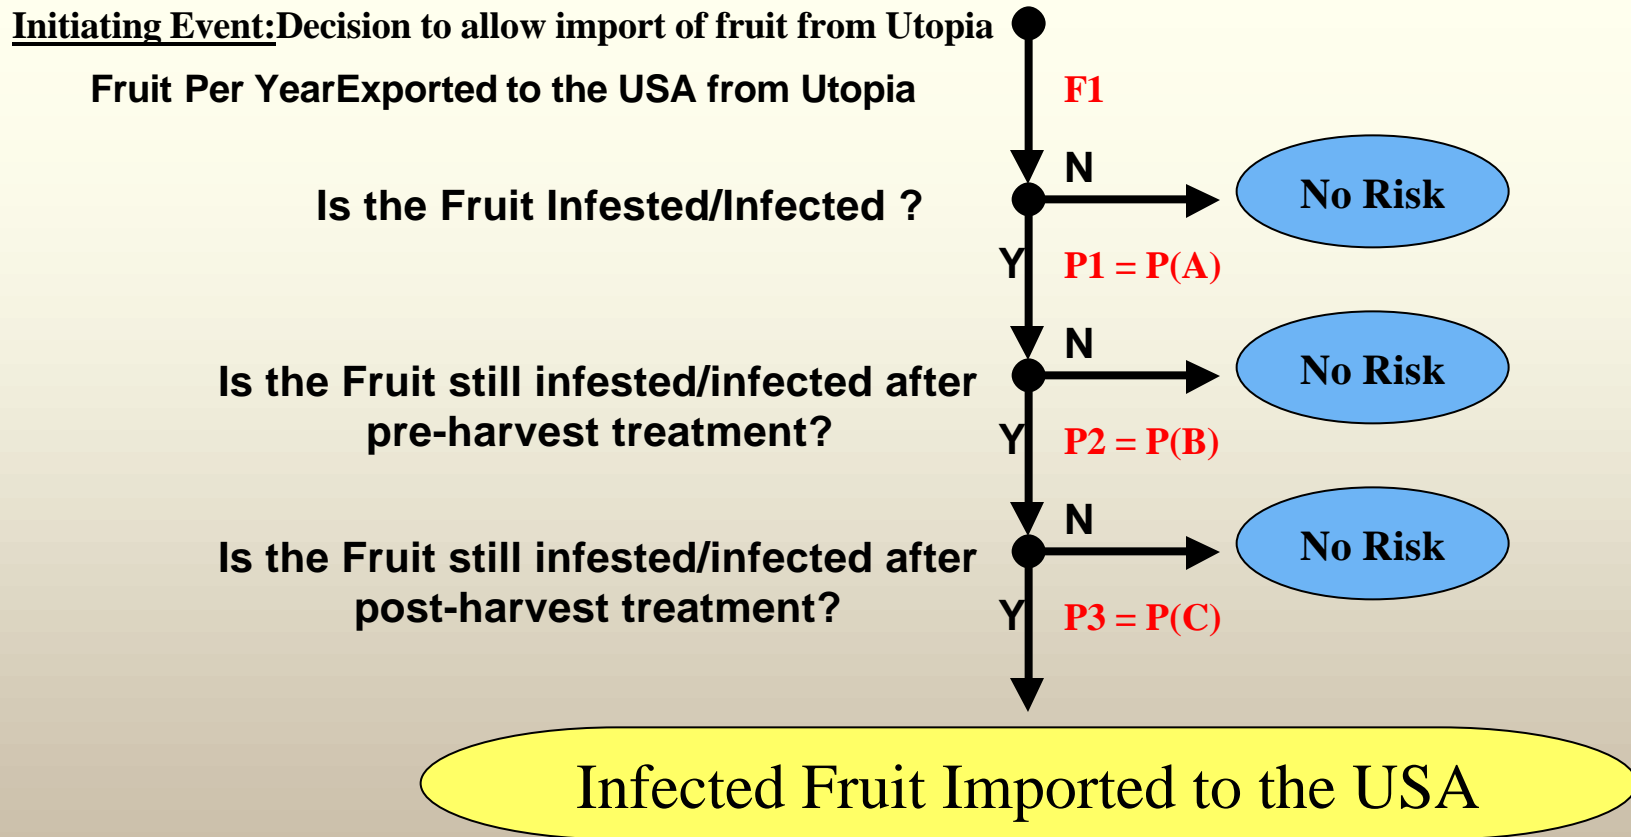 Initiating Event:Decision to allow import of fruit from Utopia
Fruit Per YearExported to the USA from Utopia
F1
N
No Risk
Is the Fruit Infested/Infected ?
Y
P1 = P(A)
N
No Risk
Is the Fruit still infested/infected after
pre-harvest treatment?
Y
P2 = P(B)
N
No Risk
Is the Fruit still infested/infected after
post-harvest treatment?
Y
P3 = P(C)
Infected Fruit Imported to the USA